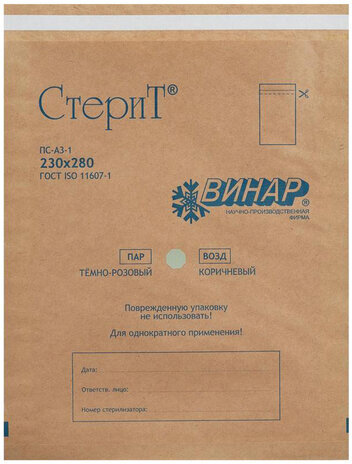 СтериТ®
ПС-А3-1
230х280
ГОСТ ISO 11607-1
ВИНАР®
НАУЧНО-ПРОИЗВОДСТВЕННАЯ
ФИРМА
ПАР ВОЗД
ТЁМНО-РОЗОВЫЙ КОРИЧНЕВЫЙ
Поврежденную упаковку
не использовать!
Для однократного применения!
Дата:
Ответств. лицо:
Номер стерилизатора: